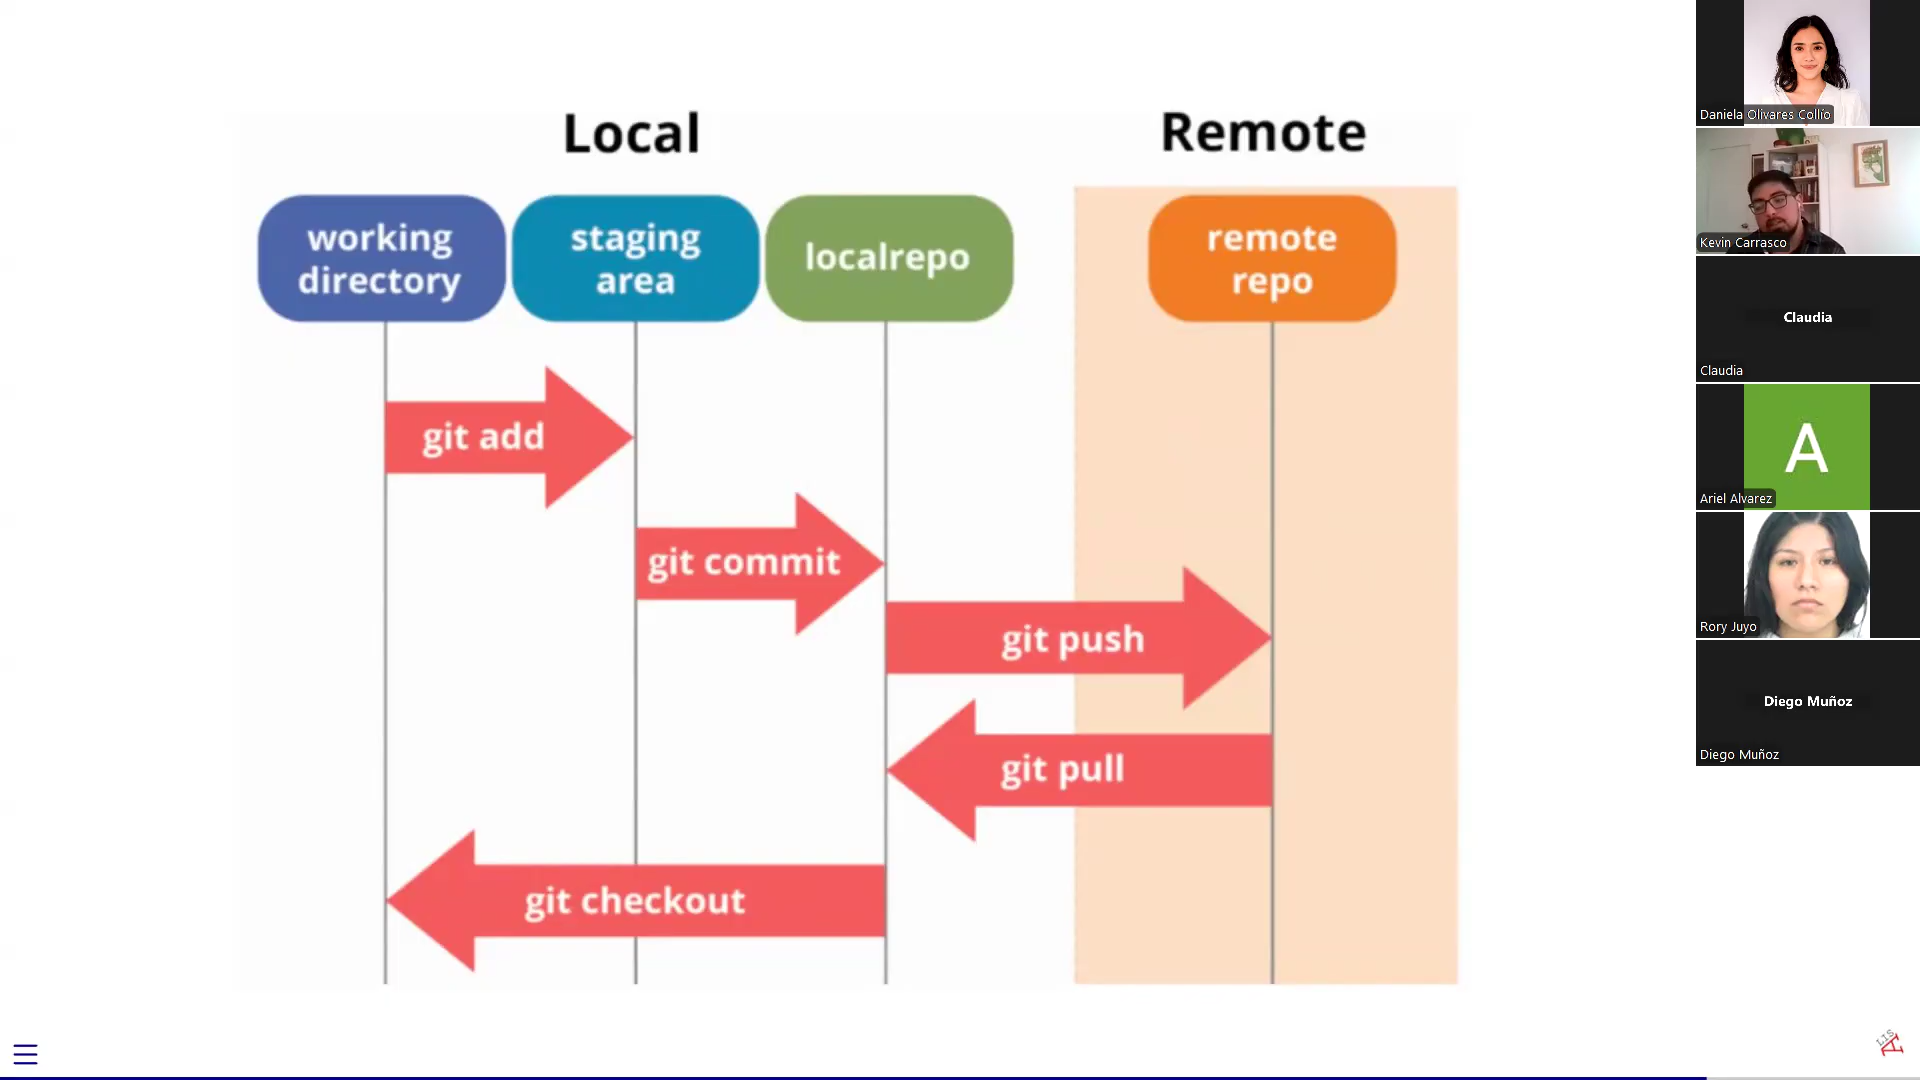 Local
Remote
working
directory
staging
area
localrepo
remote
repo
git add
git commit
git push
git pull
git checkout
Daniela Olivares Collío
Kevin Carrasco
Claudia
Claudia
A
Ariel Alvarez
Rory Juyo
Diego Muñoz
Diego Muñoz
LIS